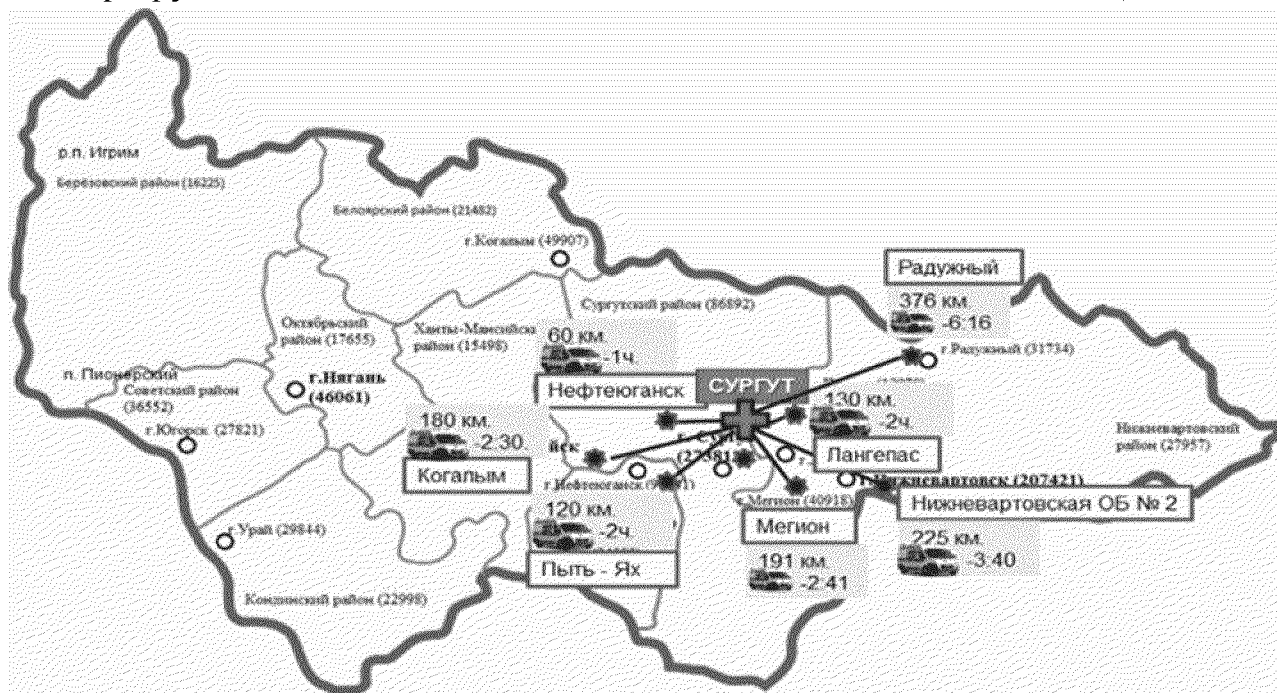 р.п. Игрим
Берёзовский район (16225)
Белоярский район (21482)
г.Когалым (49907)
Сургутский район (86892)
Радужный
376 км.
-6:16
г.Радужный (31734)
Октябрьский
район (17655)
Ханты-Мансийск
район (15498)
60 км.
-1ч.
Нефтеюганск
СУРГУТ
п. Пионерский
Советский район
(36552)
г.Нягань
(46061)
г.Югорск (27821)
180 км.
-2:30
Когалым
йск
130 км.
-2ч.
Лангепас
Нижневартовский
район (27957)
г.Нефтеюганск
г.Нижневартовск (207421)
г.Мегион (40918)
Нижневартовская ОБ № 2
225 км.
-3:40
Мегион
191 км.
-2:41
120 км.
-2ч.
Пыть - Ях
г.Урай (29844)
Кондинский район (22998)